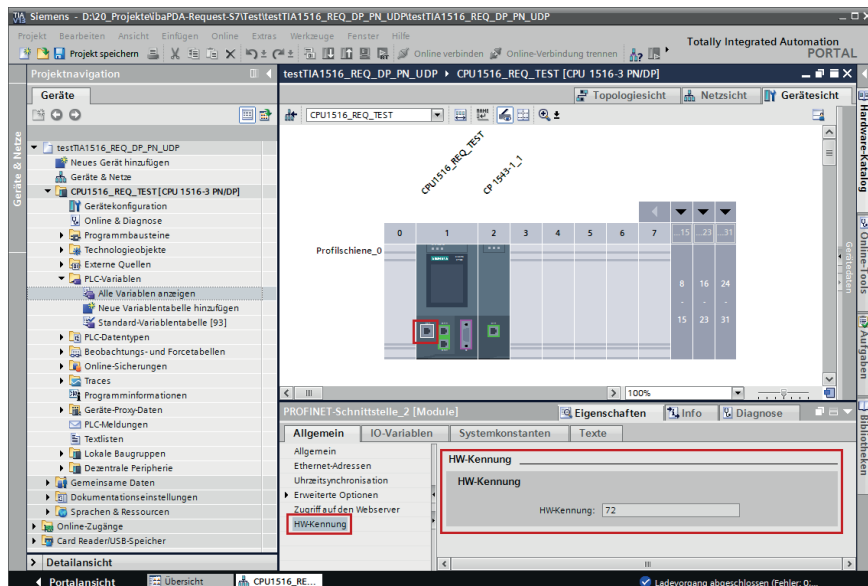 Siemens - D:\20_Projekte\ibaPDA-Request-S7\Test\testTIA1516_REQ_DP_PN_UDP\testTIA1516_REQ_DP_PN_UDP
Projekt Bearbeiten Ansicht Einfügen Online Extras Werkzeuge Fenster Hilfe
Projekt speichern Online verbinden Online-Verbindung trennen
Totally Integrated Automation
PORTAL
Projektnavigation
testTIA1516_REQ_DP_PN_UDP CPU1516_REQ_TEST [CPU 1516-3 PN/DP]
Geräte
Topologiesicht Netzsicht Gerätesicht
CPU1516_REQ_TEST
Geräte & Netze
testTIA1516_REQ_DP_PN_UDP
Neues Gerät hinzufügen
Geräte & Netze
CPU1516_REQ_TEST [CPU 1516-3 PN/DP]
Gerätekonfiguration
Online & Diagnose
Programmbausteine
Technologieobjekte
Externe Quellen
PLC-Variablen
Alle Variablen anzeigen
Neue Variablentabelle hinzufügen
Standard-Variablentabelle [93]
PLC-Datentypen
Beobachtungs- und Forcetabellen
Online-Sicherungen
Traces
Programminformationen
Geräte-Proxy-Daten
PLC-Meldungen
Textlisten
Lokale Baugruppen
Dezentrale Peripherie
Gemeinsame Daten
Dokumentationseinstellungen
Sprachen & Ressourcen
Online-Zugänge
Card Reader/USB-Speicher
Detailansicht
CPU1516_REQ_TEST
CP 1543-1_1
0 1 2 3 4 5 6 7 ...15 ...23 ...31
Profilschiene_0
SIEMENS
8 16 24
- - -
15 23 31
100%
Gerätedaten
Hardware-Katalog
Online-Tools
Aufgaben
Bibliotheken
PROFINET-Schnittstelle_2 [Module]
Eigenschaften Info Diagnose
Allgemein IO-Variablen Systemkonstanten Texte
Allgemein
Ethernet-Adressen
Uhrzeitsynchronisation
Erweiterte Optionen
Zugriff auf den Webserver
HW-Kennung
HW-Kennung
HW-Kennung
HW-Kennung: 72
Portalansicht Übersicht CPU1516_RE... Ladevorgang abgeschlossen (Fehler: 0;...